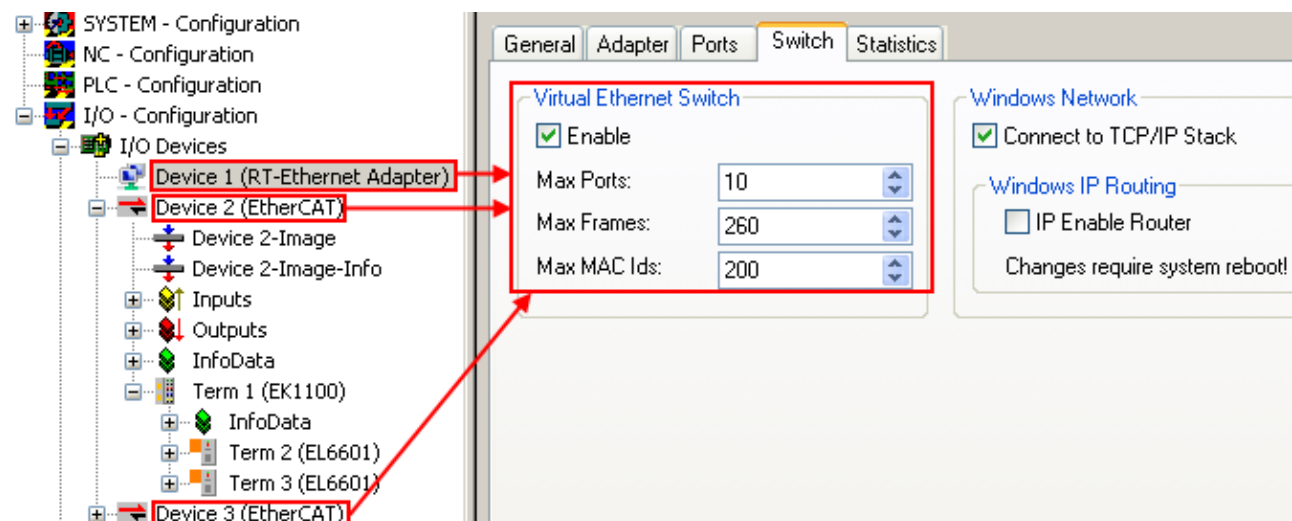 SYSTEM - Configuration
NC - Configuration
PLC - Configuration
I/O - Configuration
I/O Devices
Device 1 (RT-Ethernet Adapter)
Device 2 (EtherCAT)
Device 2-Image
Device 2-Image-Info
Inputs
Outputs
InfoData
Term 1 (EK1100)
InfoData
Term 2 (EL6601)
Term 3 (EL6601)
Device 3 (EtherCAT)
General Adapter Ports Switch Statistics
Virtual Ethernet Switch
Enable
Max Ports: 10
Max Frames: 260
Max MAC Ids: 200
Windows Network
Connect to TCP/IP Stack
Windows IP Routing
IP Enable Router
Changes require system reboot!